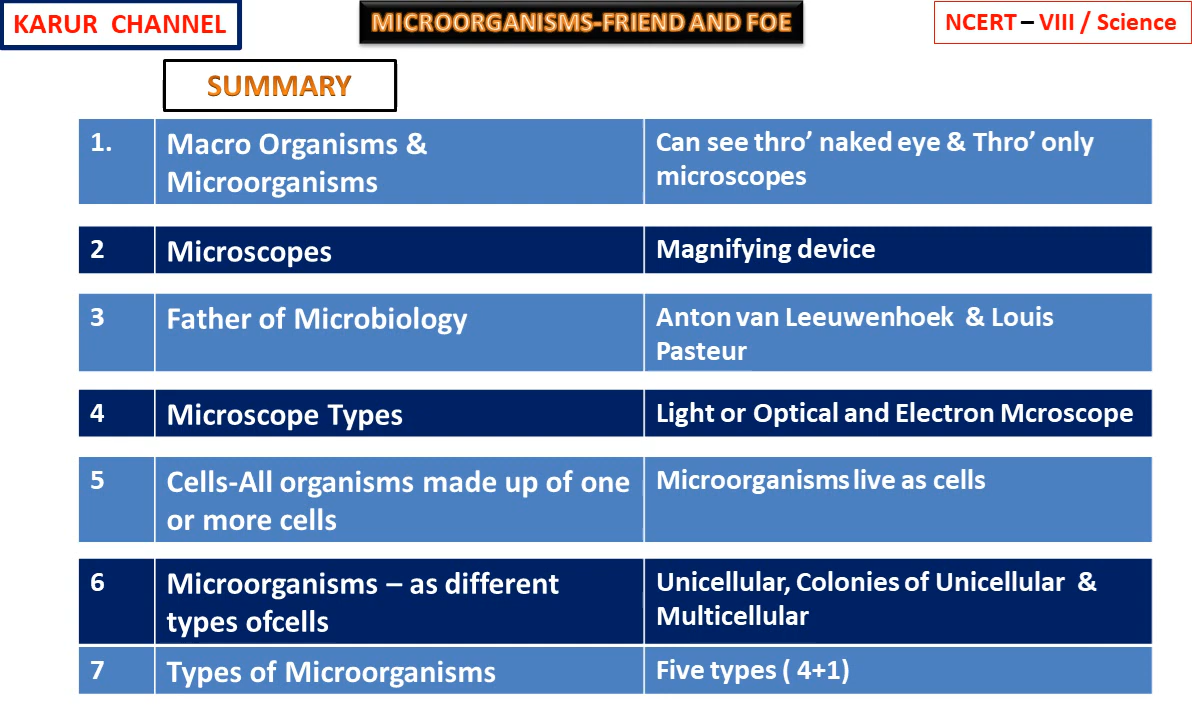 KARUR CHANNEL
MICROORGANISMS-FRIEND AND FOE
NCERT – VIII / Science
SUMMARY
1.
Macro Organisms &
Microorganisms
Can see thro’ naked eye & Thro’ only
microscopes
2
Microscopes
Magnifying device
3
Father of Microbiology
Anton van Leeuwenhoek & Louis
Pasteur
4
Microscope Types
Light or Optical and Electron Mcroscope
5
Cells-All organisms made up of one
or more cells
Microorganisms live as cells
6
Microorganisms – as different
types ofcells
Unicellular, Colonies of Unicellular &
Multicellular
7
Types of Microorganisms
Five types ( 4+1)